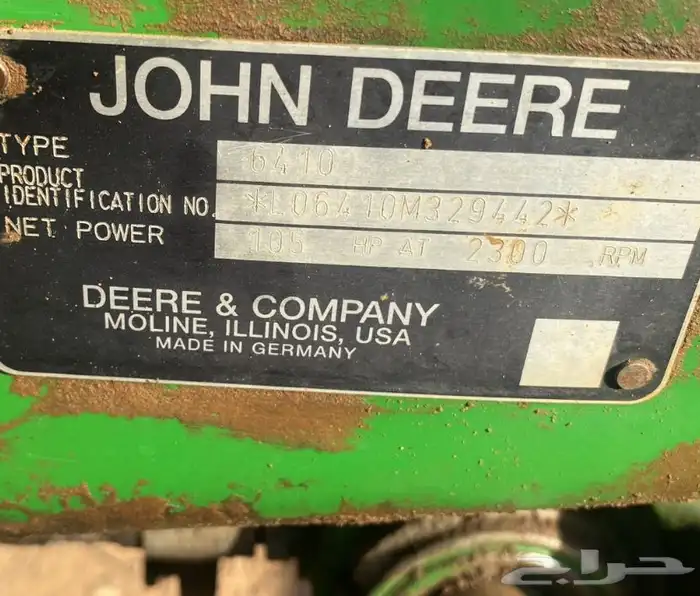 JOHN DEERE
TYPE 6410
PRODUCT
IDENTIFICATION NO. *L06410M329442* *
NET POWER 105 HP AT 2300 RPM
DEERE & COMPANY
MOLINE, ILLINOIS, USA
MADE IN GERMANY
حراج